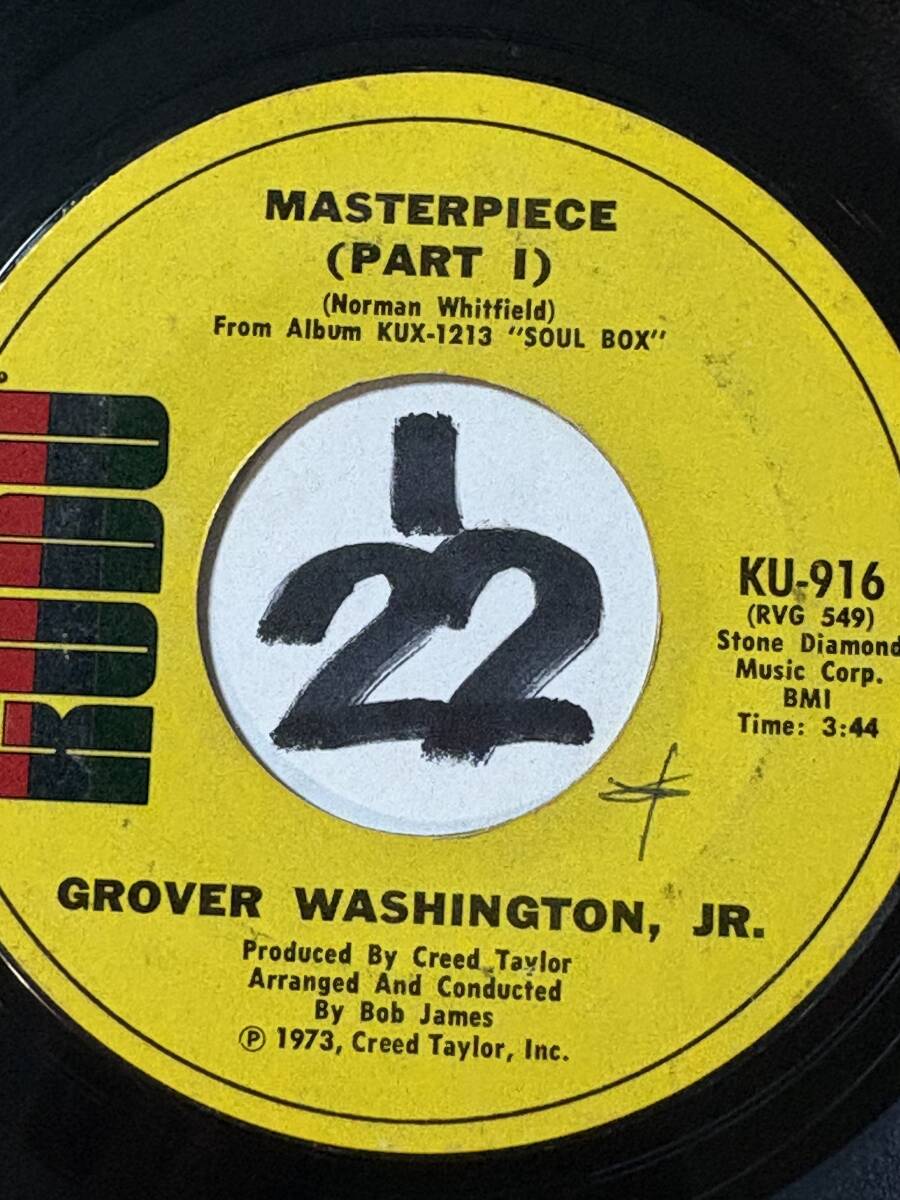 MASTERPIECE
(PART I)
(Norman Whitfield)
From Album KUX-1213 "SOUL BOX"
KUDU
1
22
KU-916
(RVG 549)
Stone Diamond
Music Corp.
BMI
Time: 3:44
GROVER WASHINGTON, JR.
Produced By Creed Taylor
Arranged And Conducted
By Bob James
℗ 1973, Creed Taylor, Inc.